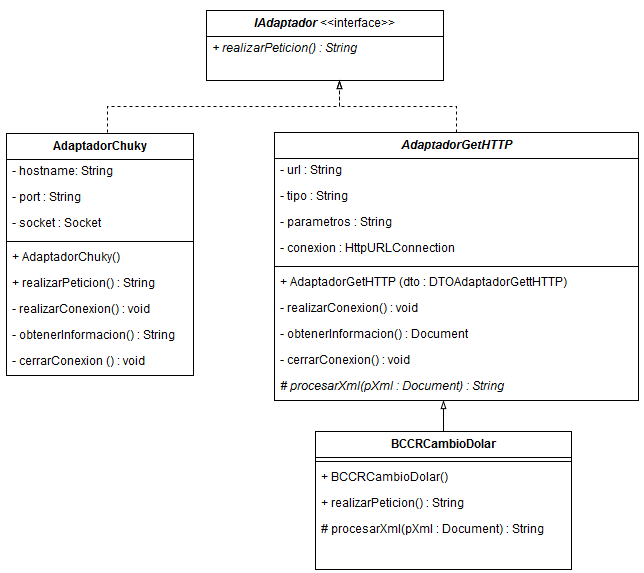 IAdaptador <<interface>>
+ realizarPeticion() : String
AdaptadorChuky
- hostname: String
- port : String
- socket : Socket
+ AdaptadorChuky()
+ realizarPeticion() : String
- realizarConexion() : void
- obtenerInformacion() : String
- cerrarConexion () : void
AdaptadorGetHTTP
- url : String
- tipo : String
- parametros : String
- conexion : HttpURLConnection
+ AdaptadorGetHTTP (dto : DTOAdaptadorGettHTTP)
- realizarConexion() : void
- obtenerInformacion() : Document
- cerrarConexion() : void
# procesarXml(pXml : Document) : String
BCCRCambioDolar
+ BCCRCambioDolar()
+ realizarPeticion() : String
# procesarXml(pXml : Document) : String